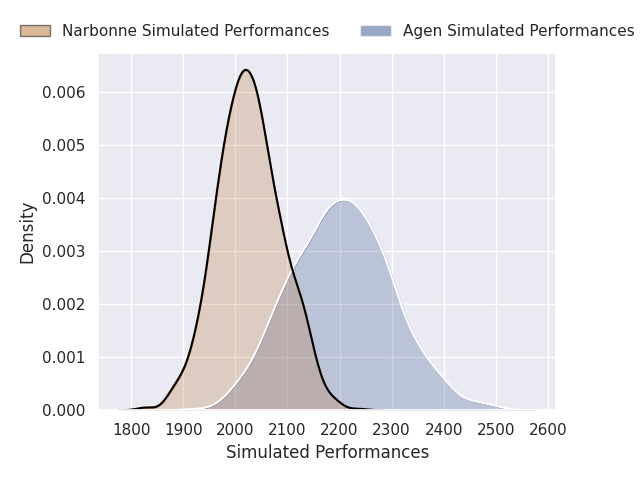 Narbonne Simulated Performances Agen Simulated Performances
0.006
0.005
0.004
0.003
0.002
0.001
0.000
Density
1800 1900 2000 2100 2200 2300 2400 2500 2600
Simulated Performances